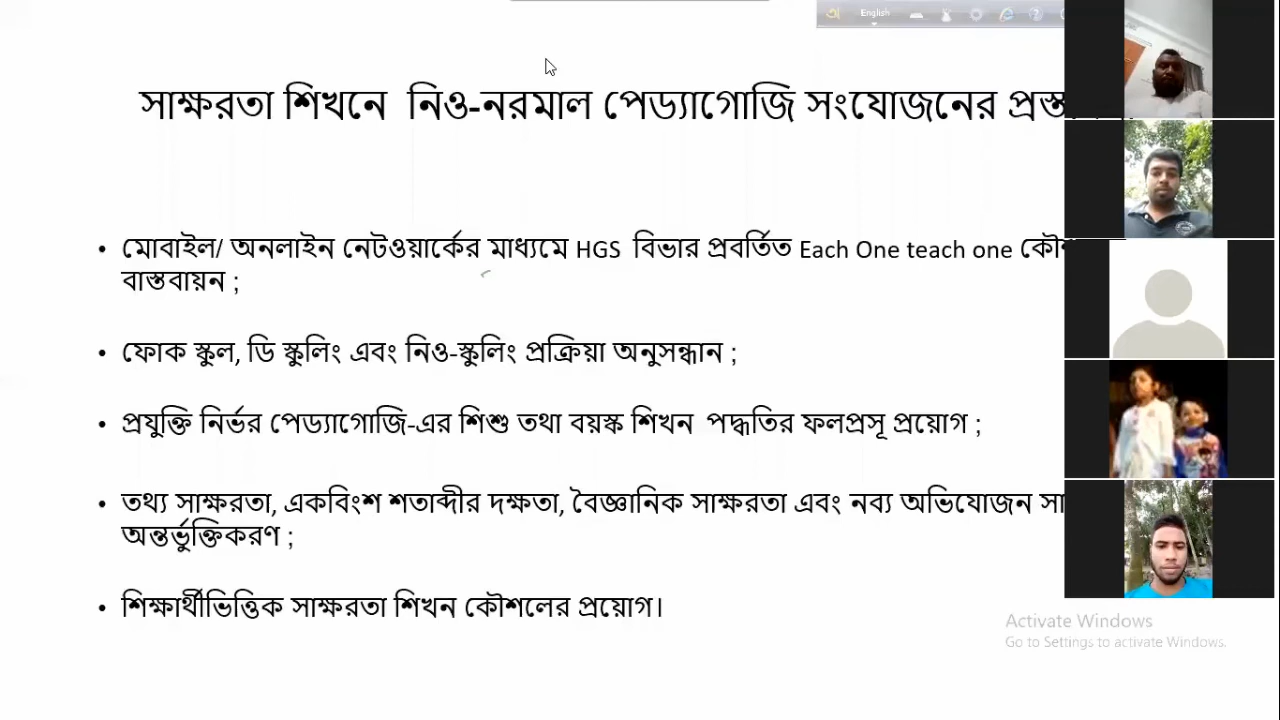 English
সাক্ষরতা শিখনে নিও-নরমাল পেড্যাগোজি সংযোজনের
• মোবাইল/ অনলাইন নেটওয়ার্কের মাধ্যমে HGS বিভার প্রবর্তিত Each One teach one
বাস্তবায়ন ;
• ফোক স্কুল, ডি স্কুলিং এবং নিও-স্কুলিং প্রক্রিয়া অনুসন্ধান ;
• প্রযুক্তি নির্ভর পেড্যাগোজি-এর শিশু তথা বয়স্ক শিখন পদ্ধতির ফলপ্রসূ প্রয়োগ ;
• তথ্য সাক্ষরতা, একবিংশ শতাব্দীর দক্ষতা, বৈজ্ঞানিক সাক্ষরতা এবং নব্য অভিযোজন
অন্তর্ভুক্তিকরণ ;
• শিক্ষার্থীভিত্তিক সাক্ষরতা শিখন কৌশলের প্রয়োগ।
Activate Windows
Go to Settings to activate Windows.